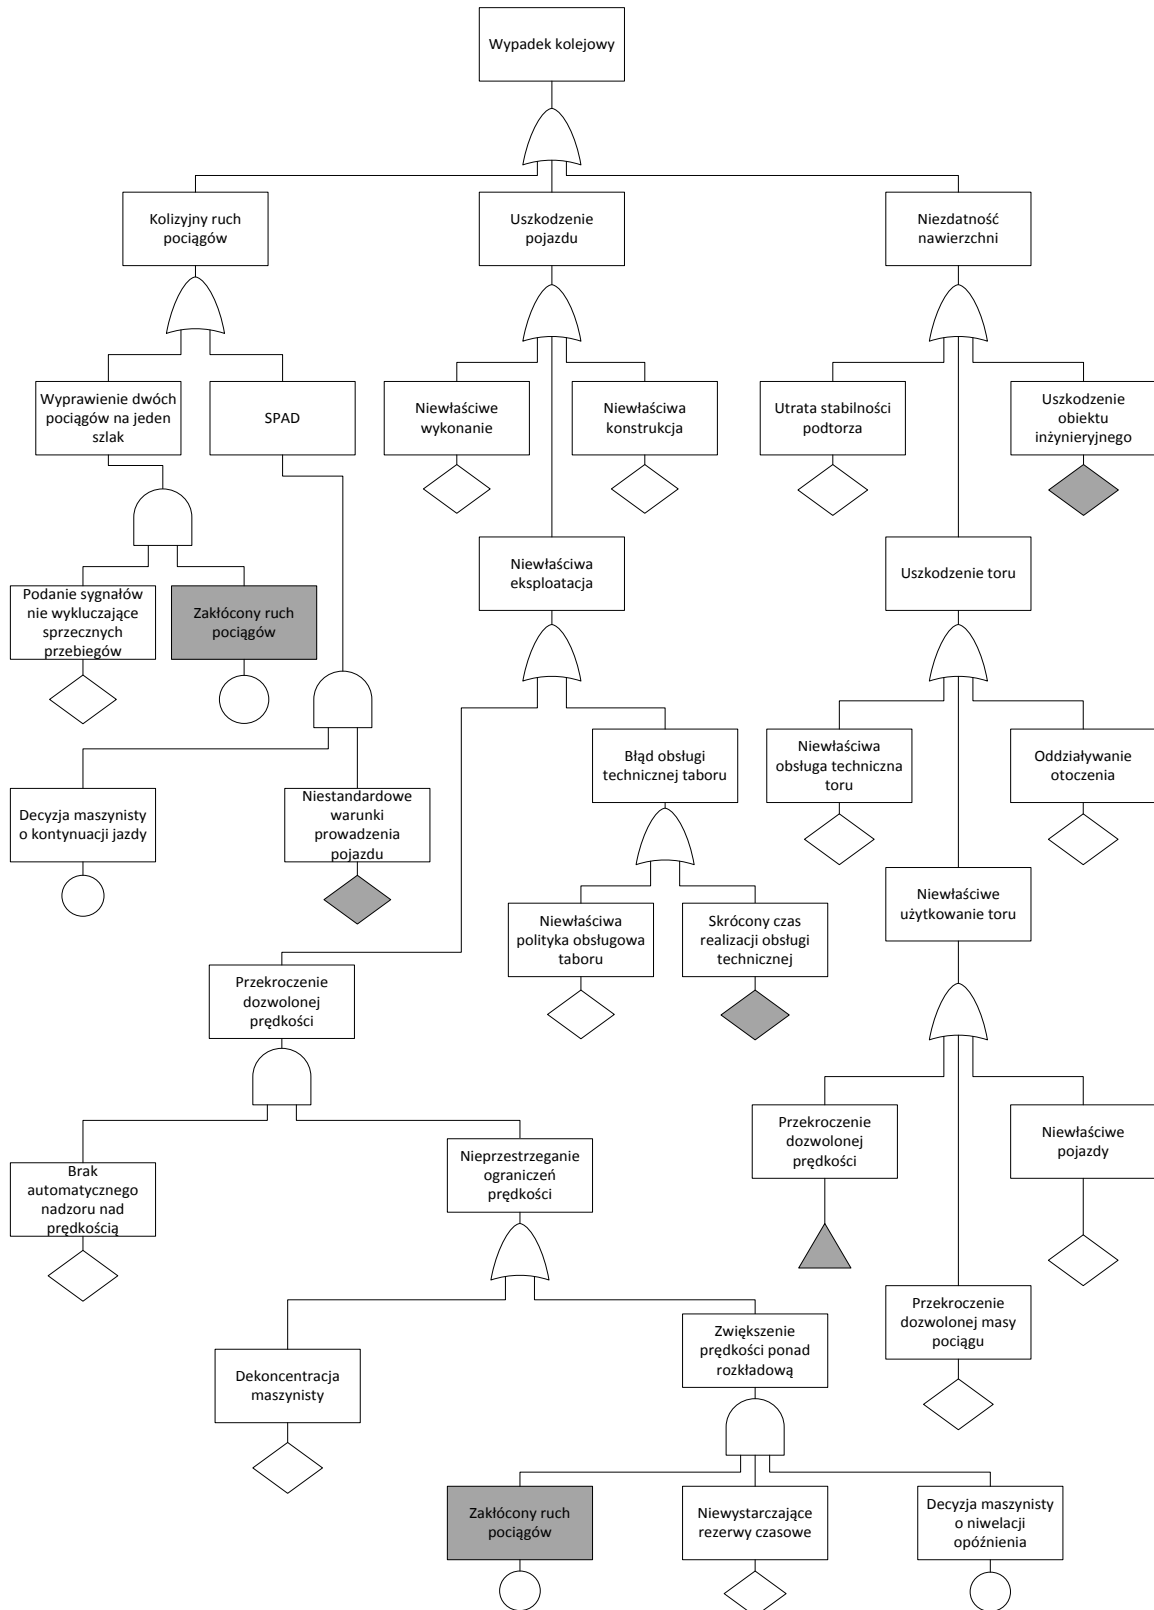 Wypadek kolejowy
Kolizyjny ruch
pociągów
Uszkodzenie
pojazdu
Niezdatność
nawierzchni
Wyprawienie dwóch
pociągów na jeden
szlak
SPAD
Niewłaściwe
wykonanie
Niewłaściwa
konstrukcja
Utrata stabilności
podtorza
Uszkodzenie
obiektu
inżynieryjnego
Niewłaściwa
eksploatacja
Uszkodzenie toru
Podanie sygnałów
nie wykluczające
sprzecznych
przebiegów
Zakłócony ruch
pociągów
Błąd obsługi
technicznej taboru
Niewłaściwa
obsługa techniczna
toru
Oddziaływanie
otoczenia
Decyzja maszynisty
o kontynuacji jazdy
Niestandardowe
warunki
prowadzenia
pojazdu
Niewłaściwe
użytkowanie toru
Niewłaściwa
polityka obsługowa
taboru
Skrócony czas
realizacji obsługi
technicznej
Przekroczenie
dozwolonej
prędkości
Przekroczenie
dozwolonej
prędkości
Niewłaściwe
pojazdy
Brak
automatycznego
nadzoru nad
prędkością
Nieprzestrzeganie
ograniczeń
prędkości
Przekroczenie
dozwolonej masy
pociągu
Zwiększenie
prędkości ponad
rozkładową
Dekoncentracja
maszynisty
Zakłócony ruch
pociągów
Niewystarczające
rezerwy czasowe
Decyzja maszynisty
o niwelacji
opóźnienia